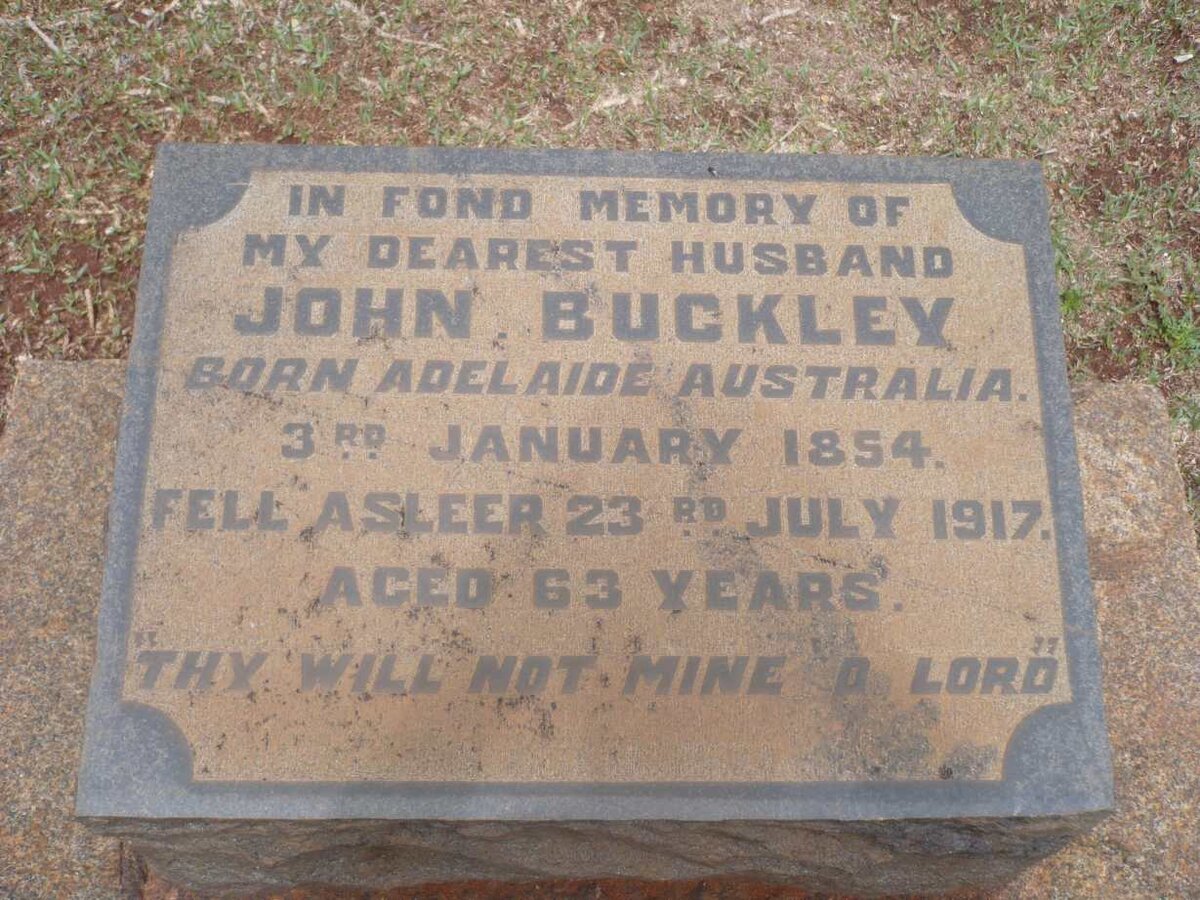 IN FOND MEMORY OF
MY DEAREST HUSBAND
JOHN. BUCKLEY
BORN ADELAIDE AUSTRALIA.
3RD JANUARY 1854.
FELL ASLEEP 23RD JULY 1917.
AGED 63 YEARS.
"THY WILL NOT MINE O LORD"